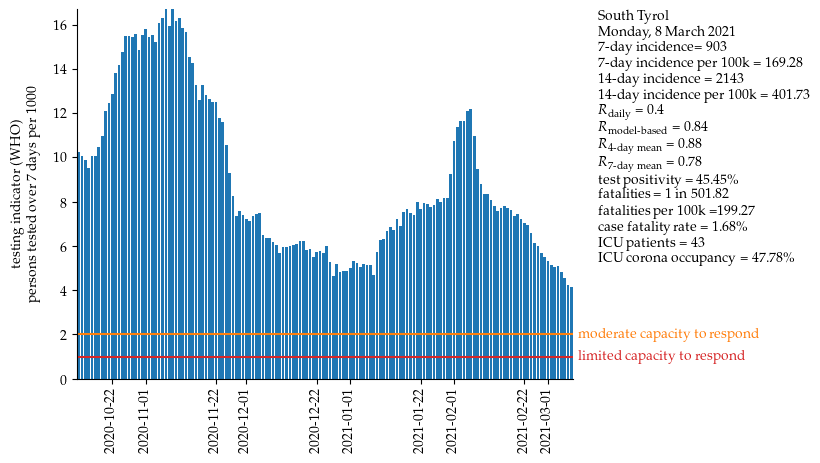 South Tyrol
Monday, 8 March 2021
7-day incidence= 903
7-day incidence per 100k = 169.28
14-day incidence = 2143
14-day incidence per 100k = 401.73
R_daily = 0.4
R_model-based = 0.84
R_4-day mean = 0.88
R_7-day mean = 0.78
test positivity = 45.45%
fatalities = 1 in 501.82
fatalities per 100k =199.27
case fatality rate = 1.68%
ICU patients = 43
ICU corona occupancy = 47.78%
testing indicator (WHO)
persons tested over 7 days per 1000
16
14
12
10
8
6
4
2
0
moderate capacity to respond
limited capacity to respond
2020-10-22
2020-11-01
2020-11-22
2020-12-01
2020-12-22
2021-01-01
2021-01-22
2021-02-01
2021-02-22
2021-03-01